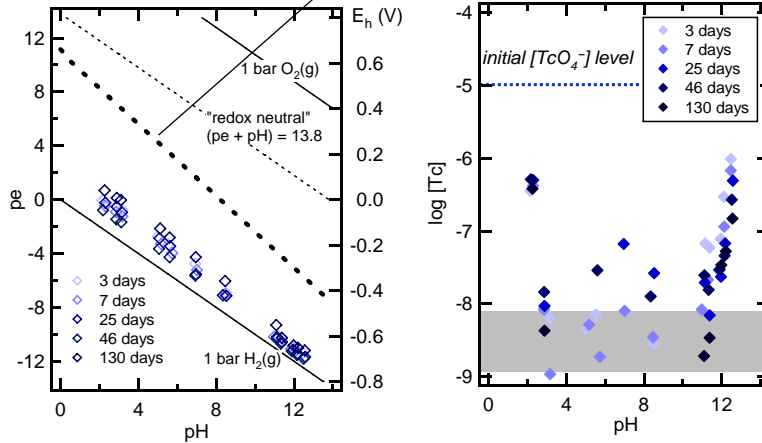 12
8
4
0
-4
-8
-12
pe
0
4
8
12
pH
E_h (V)
0.6
0.4
0.2
0.0
-0.2
-0.4
-0.6
-0.8
1 bar O₂(g)
"redox neutral"
(pe + pH) = 13.8
1 bar H₂(g)
3 days
7 days
25 days
46 days
130 days
-4
-5
-6
-7
-8
-9
log [Tc]
0
4
8
12
pH
initial [TcO₄⁻] level
3 days
7 days
25 days
46 days
130 days